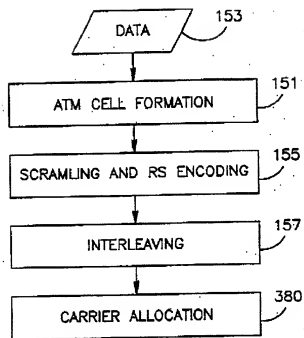 DATA
153
ATM CELL FORMATION
151
SCRAMLING AND RS ENCODING
155
INTERLEAVING
157
CARRIER ALLOCATION
380